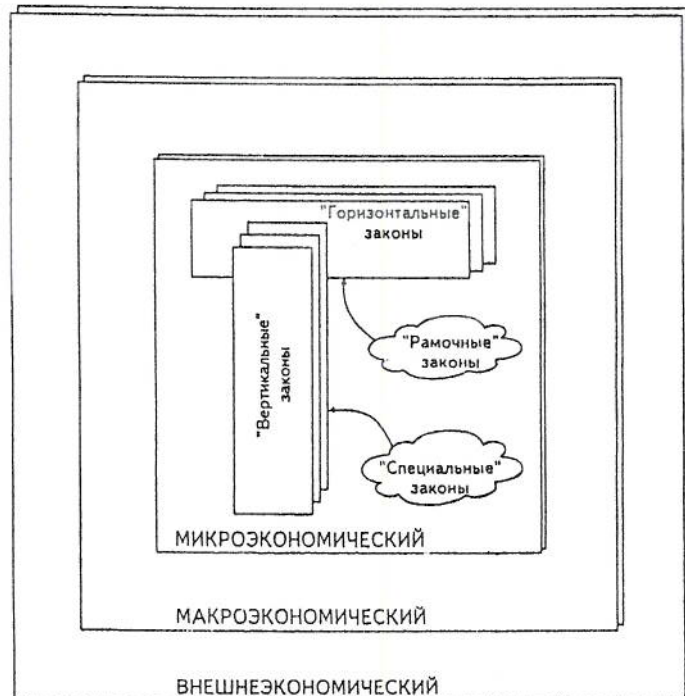 "Горизонтальные"
законы
"Рамочные"
законы
"Вертикальные"
законы
"Специальные"
законы
МИКРОЭКОНОМИЧЕСКИЙ
МАКРОЭКОНОМИЧЕСКИЙ
ВНЕШНЕЭКОНОМИЧЕСКИЙ